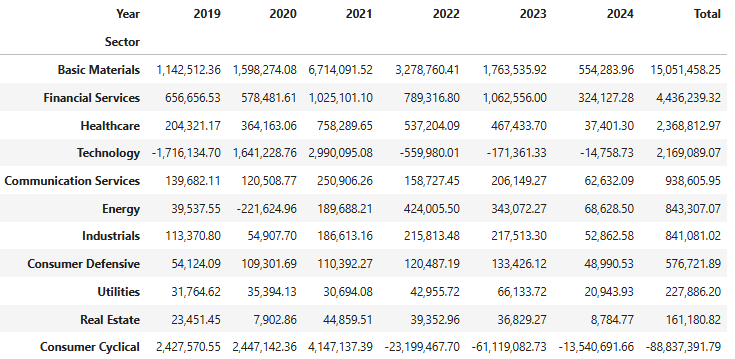 Year 2019 2020 2021 2022 2023 2024 Total
Sector
Basic Materials 1,142,512.36 1,598,274.08 6,714,091.52 3,278,760.41 1,763,535.92 554,283.96 15,051,458.25
Financial Services 656,656.53 578,481.61 1,025,101.10 789,316.80 1,062,556.00 324,127.28 4,436,239.32
Healthcare 204,321.17 364,163.06 758,289.65 537,204.09 467,433.70 37,401.30 2,368,812.97
Technology -1,716,134.70 1,641,228.76 2,990,095.08 -559,980.01 -171,361.33 -14,758.73 2,169,089.07
Communication Services 139,682.11 120,508.77 250,906.26 158,727.45 206,149.27 62,632.09 938,605.95
Energy 39,537.55 -221,624.96 189,688.21 424,005.50 343,072.27 68,628.50 843,307.07
Industrials 113,370.80 54,907.70 186,613.16 215,813.48 217,513.30 52,862.58 841,081.02
Consumer Defensive 54,124.09 109,301.69 110,392.27 120,487.19 133,426.12 48,990.53 576,721.89
Utilities 31,764.62 35,394.13 30,694.08 42,955.72 66,133.72 20,943.93 227,886.20
Real Estate 23,451.45 7,902.86 44,859.51 39,352.96 36,829.27 8,784.77 161,180.82
Consumer Cyclical 2,427,570.55 2,447,142.36 4,147,137.39 -23,199,467.70 -61,119,082.73 -13,540,691.66 -88,837,391.79